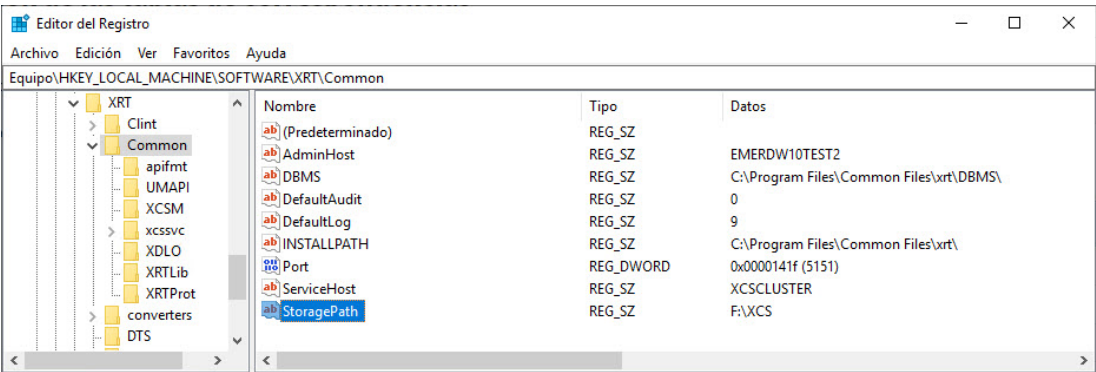 Editor del Registro
Archivo Edición Ver Favoritos Ayuda
Equipo\HKEY_LOCAL_MACHINE\SOFTWARE\XRT\Common
XRT
Clint
Common
apifmt
UMAPI
XCSM
xcssvc
XDLO
XRTLib
XRTProt
converters
DTS
Nombre Tipo Datos
(Predeterminado) REG_SZ
AdminHost REG_SZ EMERDW10TEST2
DBMS REG_SZ C:\Program Files\Common Files\xrt\DBMS\
DefaultAudit REG_SZ 0
DefaultLog REG_SZ 9
INSTALLPATH REG_SZ C:\Program Files\Common Files\xrt\
Port REG_DWORD 0x0000141f (5151)
ServiceHost REG_SZ XCSCLUSTER
StoragePath REG_SZ F:\XCS